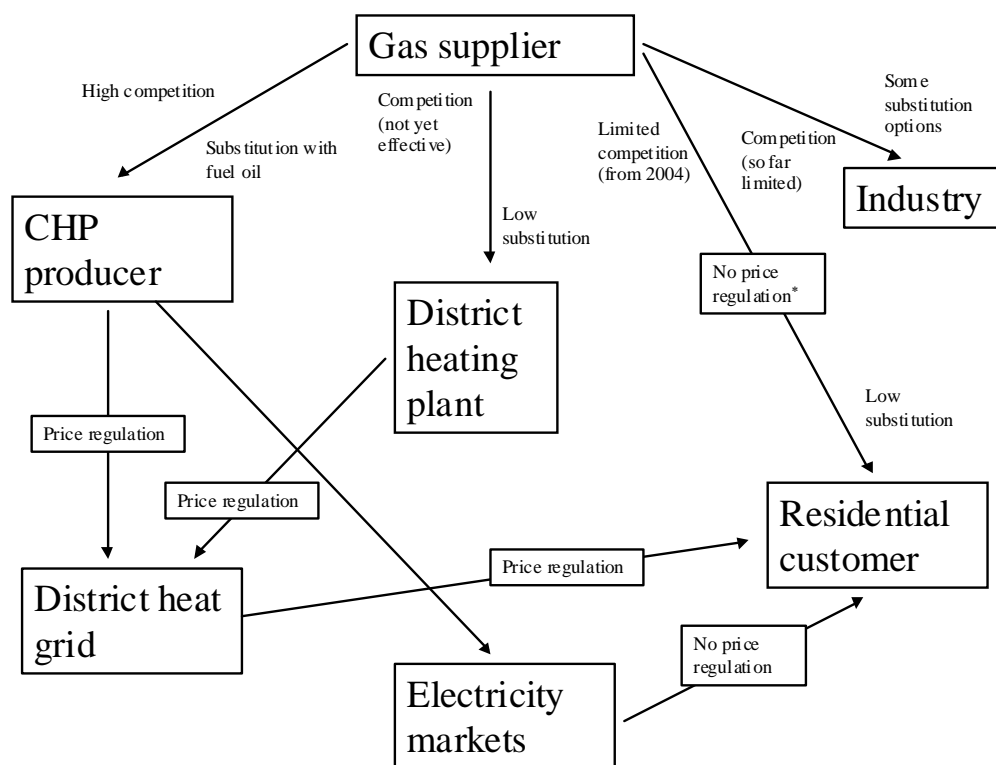 Gas supplier
High competition
Competition
(not yet
effective)
Some
substitution
options
Limited
competition
(from 2004)
Competition
(so far
limited)
Substitution with
fuel oil
Industry
CHP
producer
Low
substitution
No price
regulation*
District
heating
plant
Price regulation
Low
substitution
Price regulation
Residential
customer
Price regulation
District heat
grid
No price
regulation
Electricity
markets